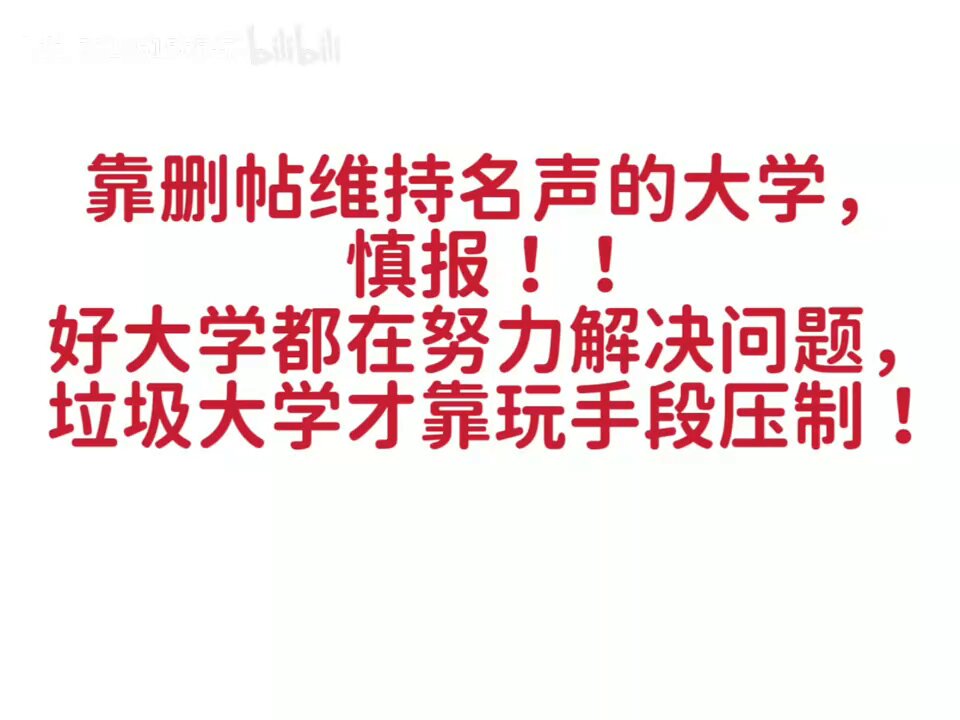 bilibili
靠删帖维持名声的大学，
慎报！！
好大学都在努力解决问题，
垃圾大学才靠玩手段压制！